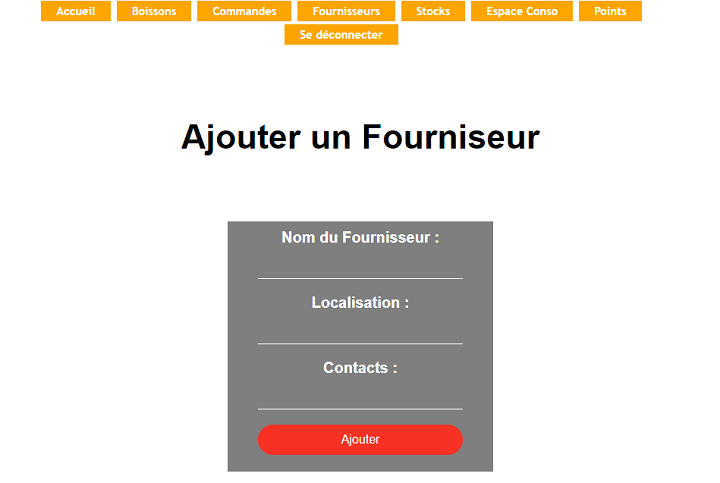 Accueil Boissons Commandes Fournisseurs Stocks Espace Conso Points
Se déconnecter
Ajouter un Fourniseur
Nom du Fournisseur :
Localisation :
Contacts :
Ajouter